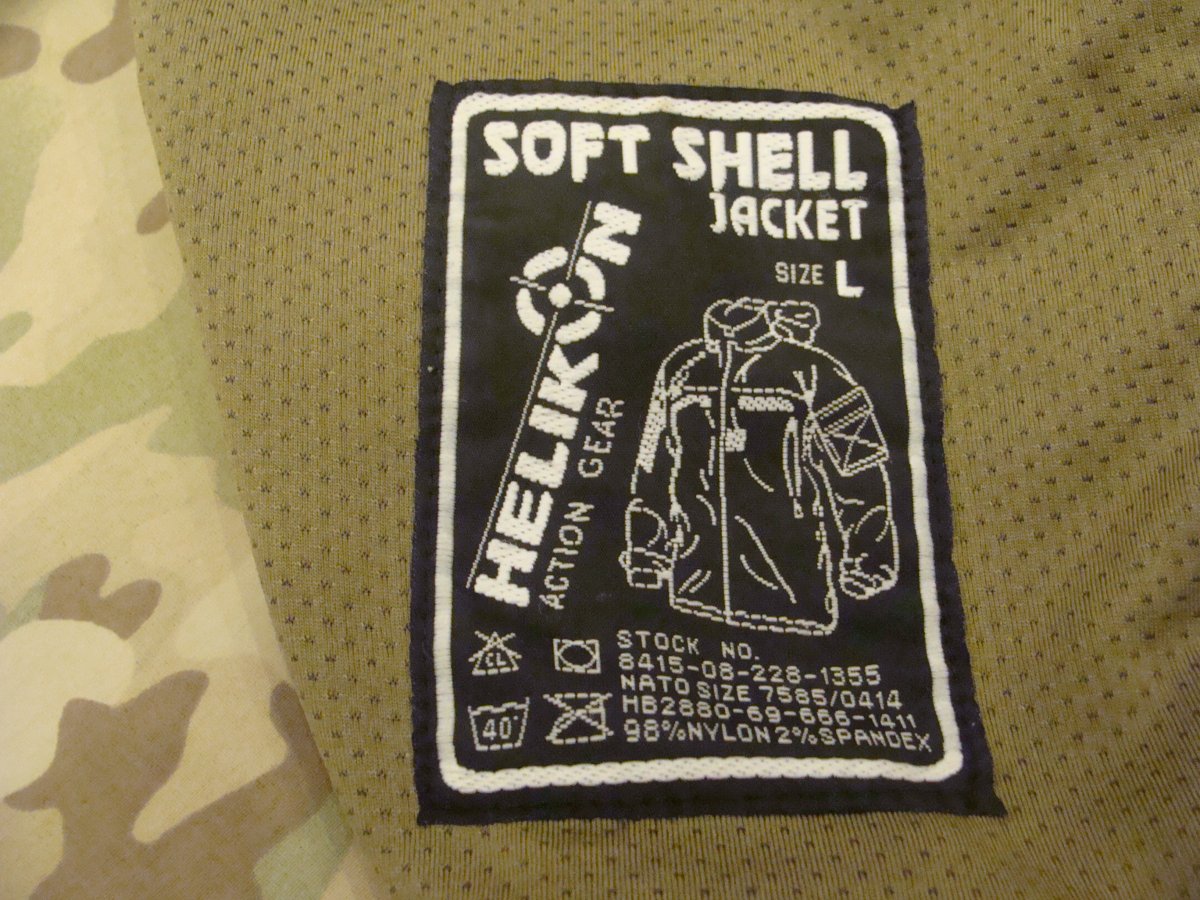 SOFT SHELL
JACKET
SIZE L
HELIKON
ACTION GEAR
CL
40°
STOCK NO.
8415-08-228-1355
NATO SIZE 7585/0414
HB2880-69-666-1411
98%NYLON 2%SPANDEX